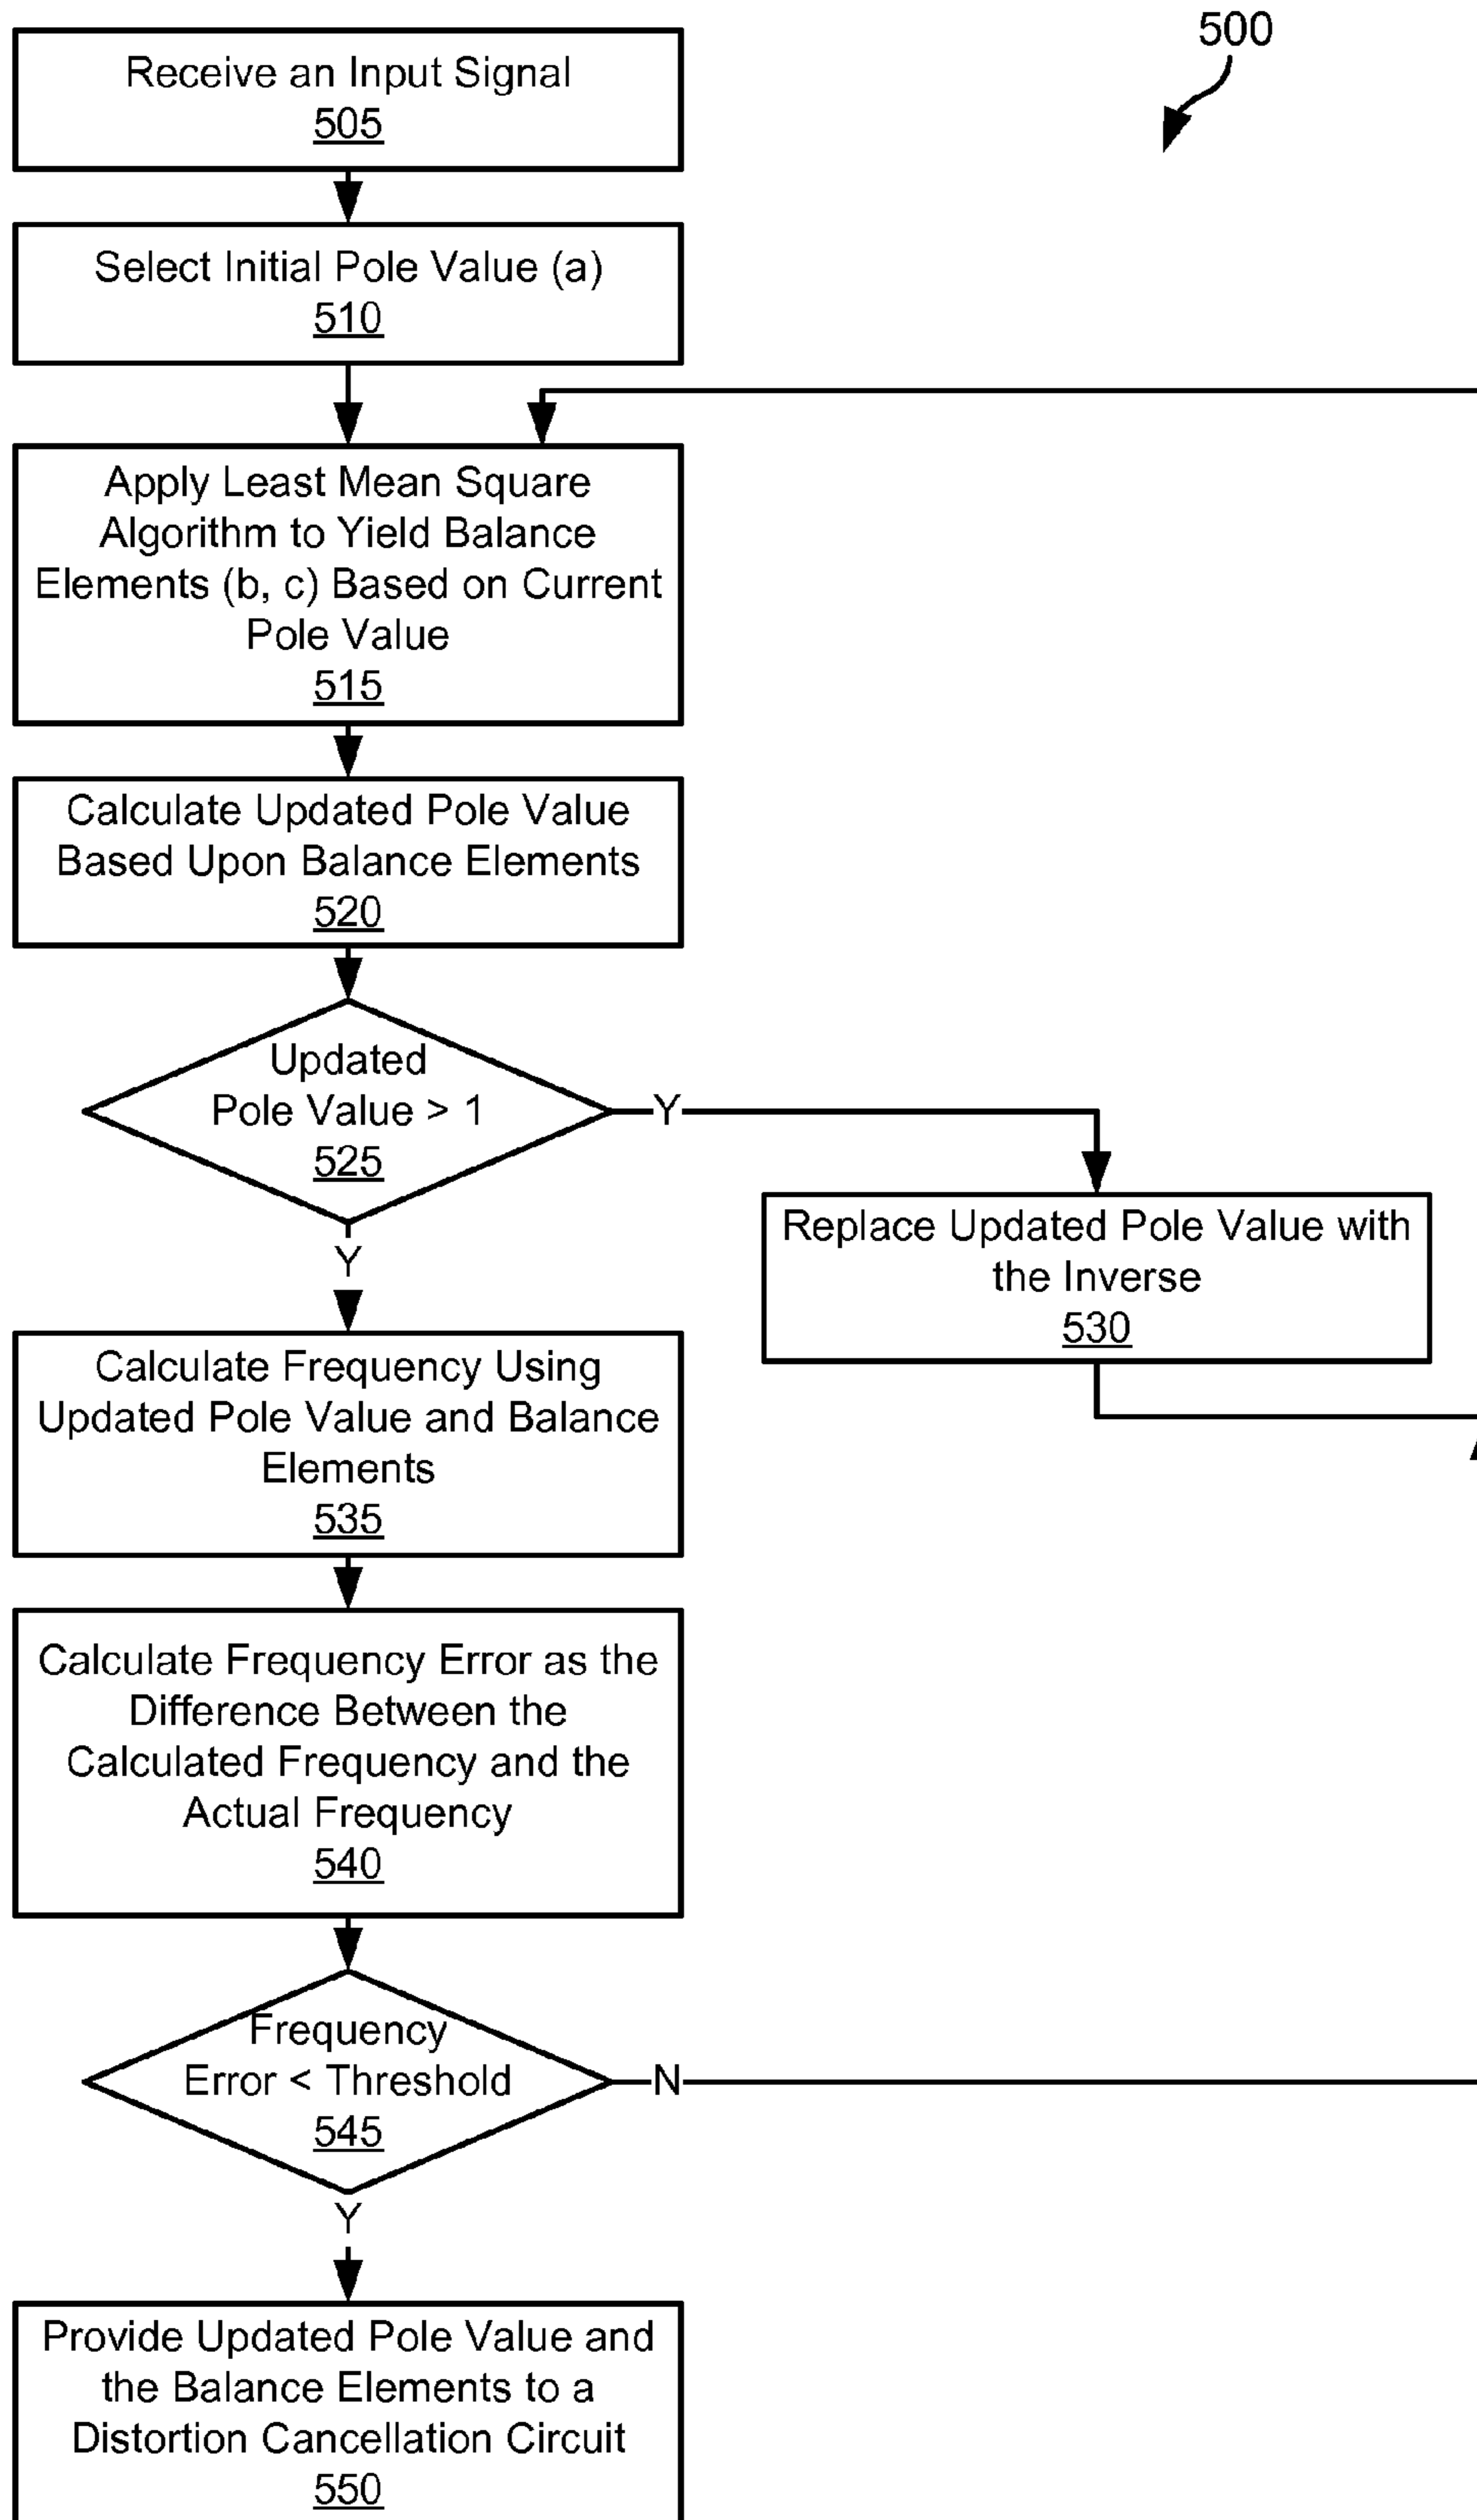 500
Receive an Input Signal
505
Select Initial Pole Value (a)
510
Apply Least Mean Square
Algorithm to Yield Balance
Elements (b, c) Based on Current
Pole Value
515
Calculate Updated Pole Value
Based Upon Balance Elements
520
Updated
Pole Value > 1
525
Y
Y
Replace Updated Pole Value with
the Inverse
530
Calculate Frequency Using
Updated Pole Value and Balance
Elements
535
Calculate Frequency Error as the
Difference Between the
Calculated Frequency and the
Actual Frequency
540
Frequency
Error < Threshold
545
N
Y
Provide Updated Pole Value and
the Balance Elements to a
Distortion Cancellation Circuit
550